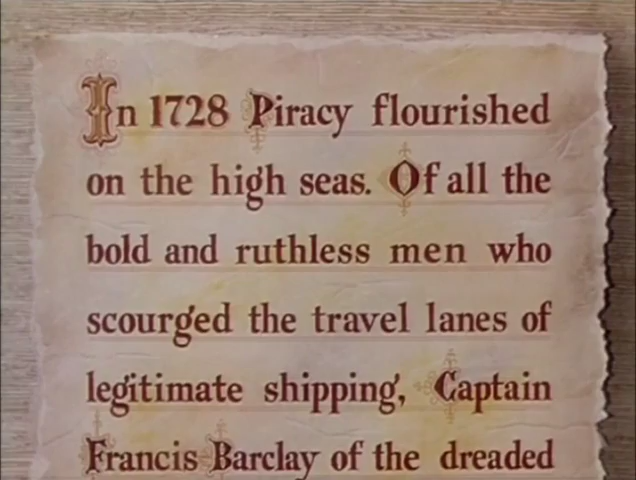 In 1728 Piracy flourished
on the high seas. Of all the
bold and ruthless men who
scourged the travel lanes of
legitimate shipping, Captain
Francis Barclay of the dreaded